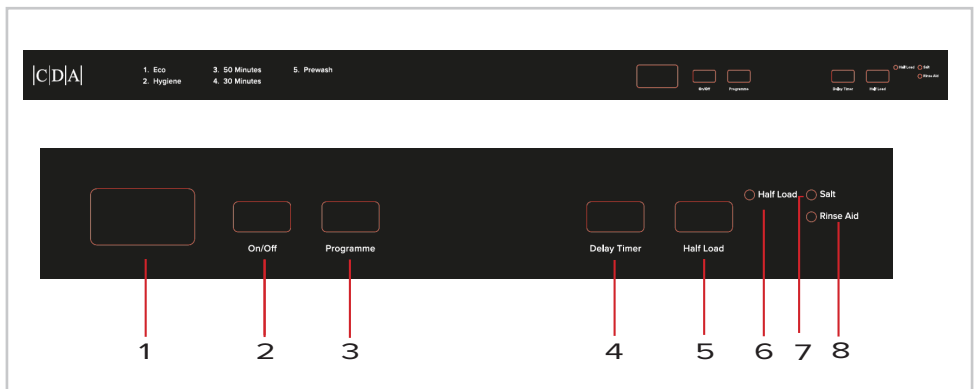 |C|D|A|
1. Eco 3. 50 Minutes 5. Prewash
2. Hygiene 4. 30 Minutes
On/Off Programme Delay Timer Half Load Half Load Salt
Rinse Aid
Half Load Salt
Rinse Aid
On/Off Programme Delay Timer Half Load
1 2 3 4 5 6 7 8